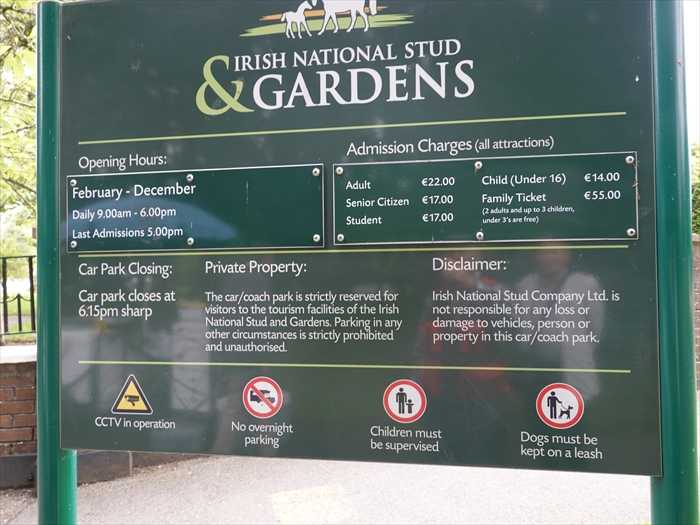 IRISH NATIONAL STUD
& GARDENS
Opening Hours:
February - December
Daily 9.00am - 6.00pm
Last Admissions 5.00pm
Admission Charges (all attractions)
Adult €22.00
Senior Citizen €17.00
Student €17.00
Child (Under 16) €14.00
Family Ticket €55.00
(2 adults and up to 3 children,
under 3's are free)
Car Park Closing:
Car park closes at
6.15pm sharp
Private Property:
The car/coach park is strictly reserved for
visitors to the tourism facilities of the Irish
National Stud and Gardens. Parking in any
other circumstances is strictly prohibited
and unauthorised.
Disclaimer:
Irish National Stud Company Ltd. is
not responsible for any loss or
damage to vehicles, person or
property in this car/coach park.
CCTV in operation
No overnight
parking
Children must
be supervised
Dogs must be
kept on a leash